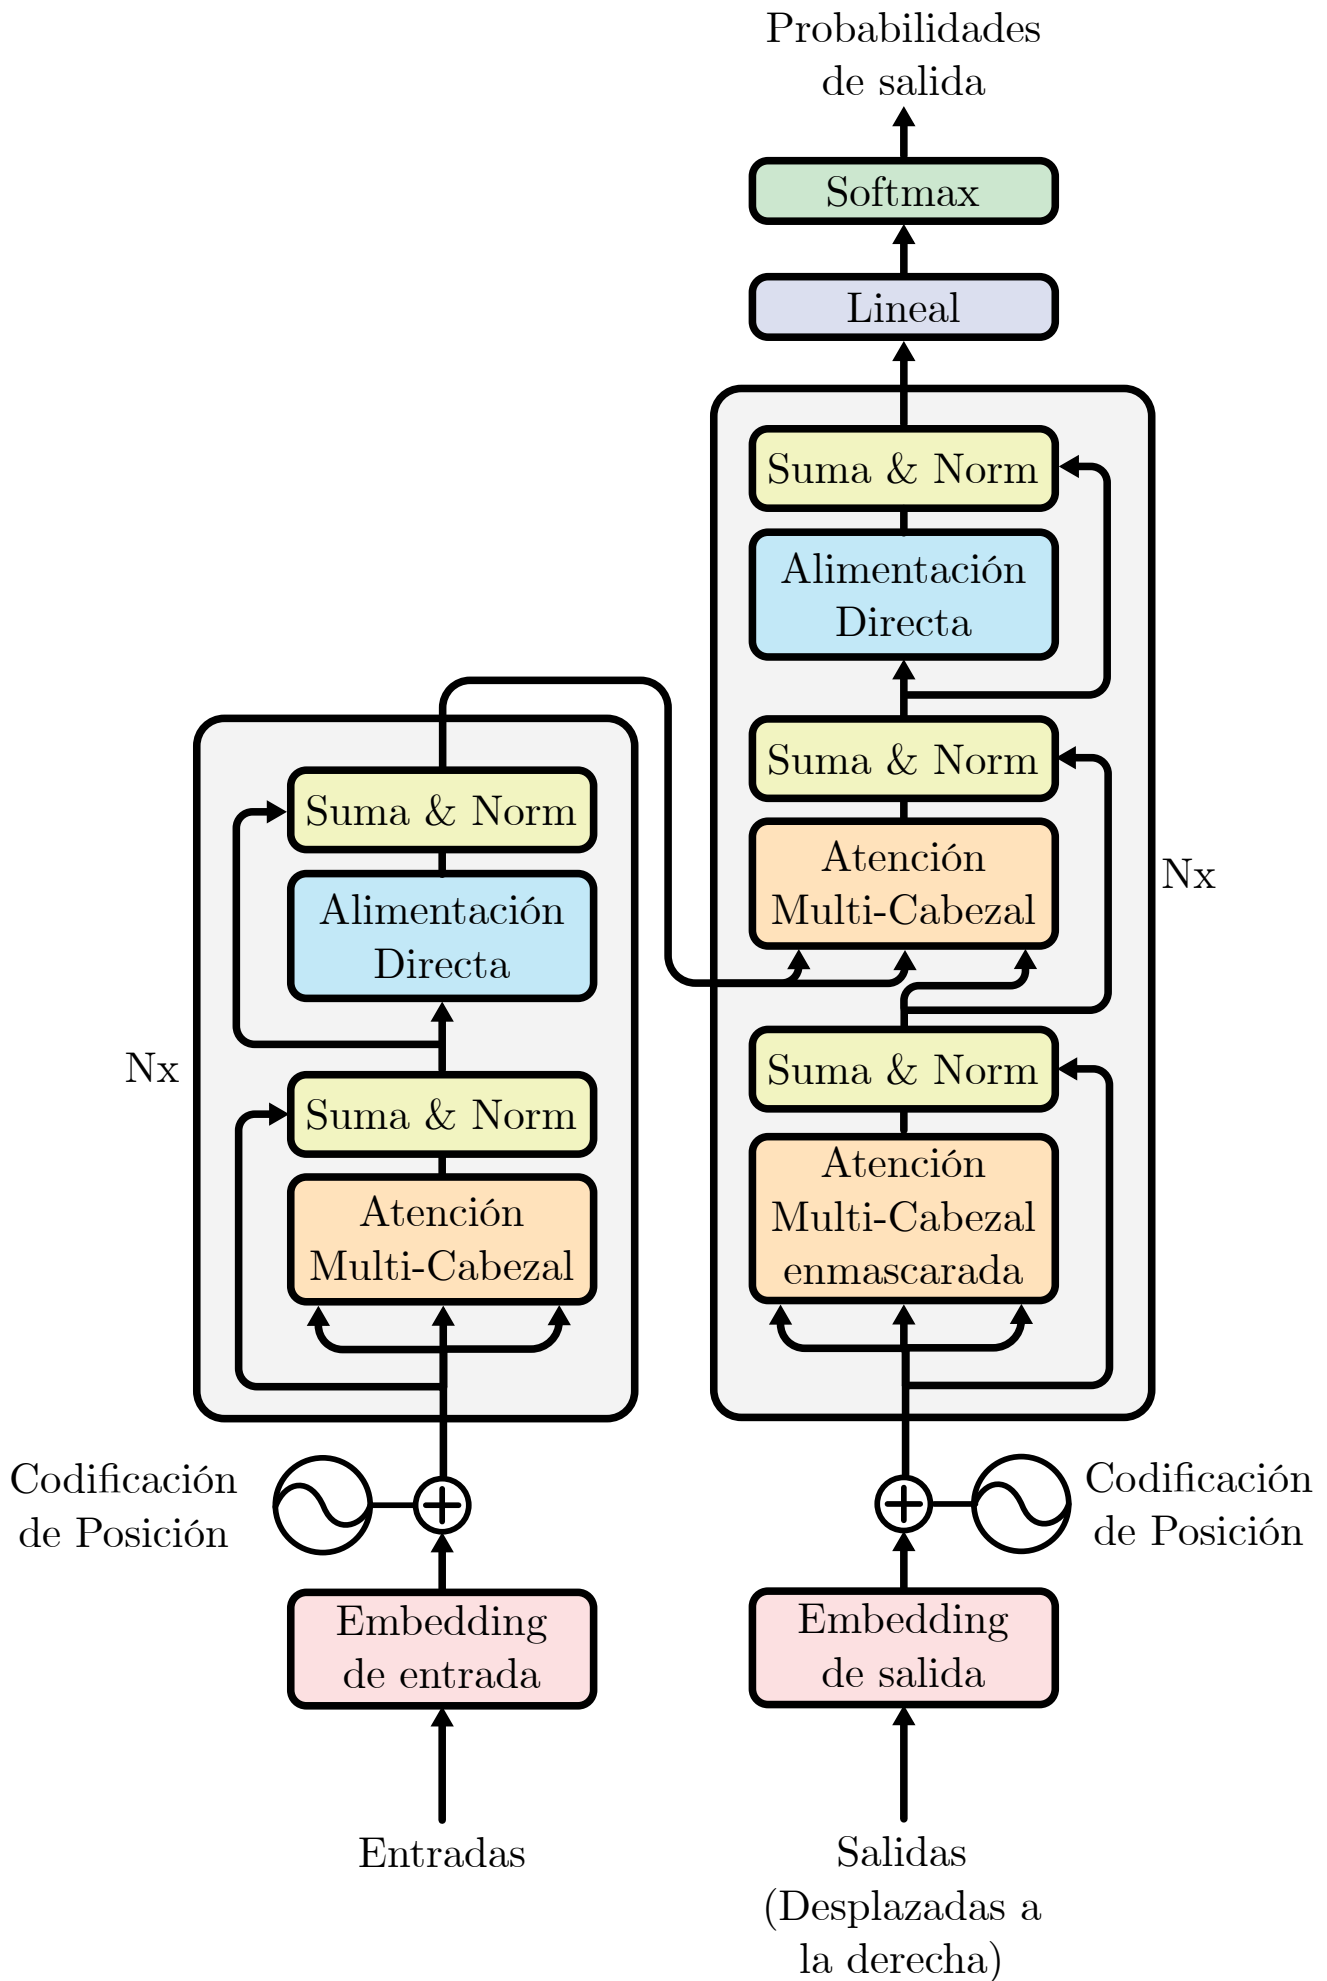 Probabilidades
de salida
Softmax
Lineal
Suma & Norm
Alimentación
Directa
Suma & Norm
Atención
Multi-Cabezal
Nx
Suma & Norm
Atención
Multi-Cabezal
enmascarada
Suma & Norm
Alimentación
Directa
Nx
Suma & Norm
Atención
Multi-Cabezal
Codificación
de Posición
Codificación
de Posición
Embedding
de entrada
Embedding
de salida
Entradas
Salidas
(Desplazadas a
la derecha)